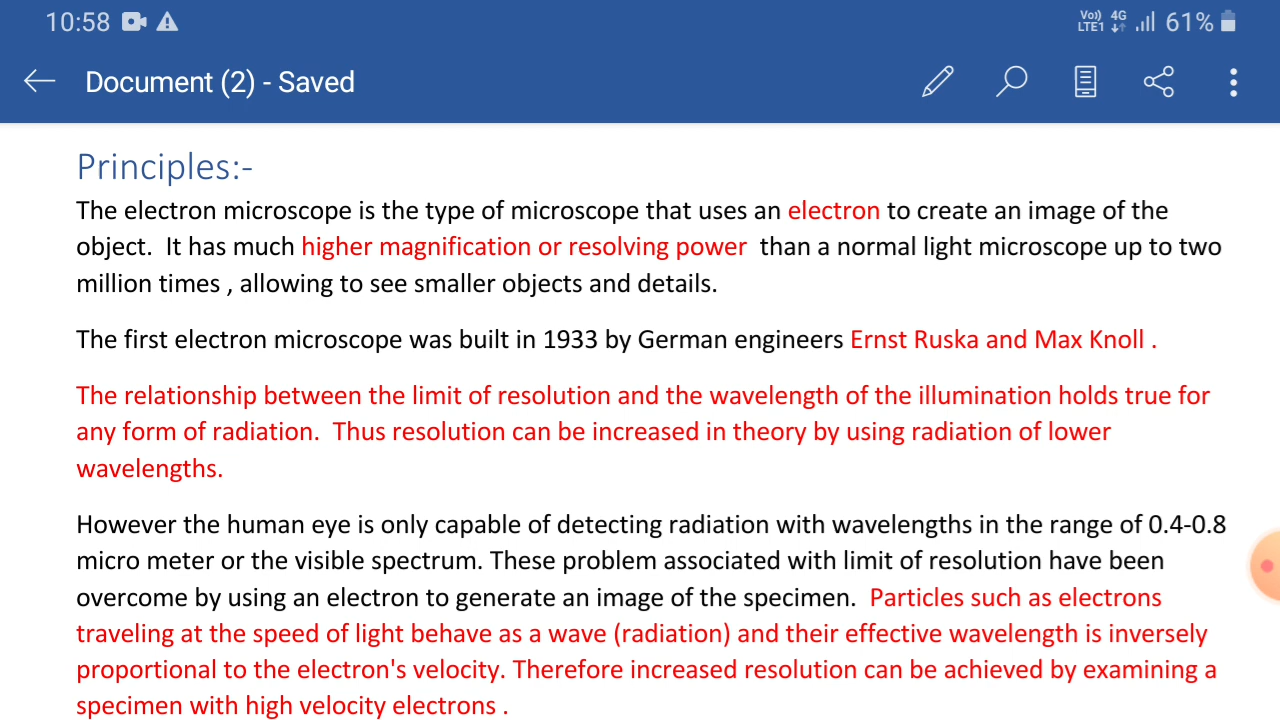 10:58 Vo)) 4G LTE1 61%
Document (2) - Saved
Principles:-
The electron microscope is the type of microscope that uses an electron to create an image of the
object.  It has much higher magnification or resolving power  than a normal light microscope up to two
million times , allowing to see smaller objects and details.
The first electron microscope was built in 1933 by German engineers Ernst Ruska and Max Knoll .
The relationship between the limit of resolution and the wavelength of the illumination holds true for
any form of radiation.  Thus resolution can be increased in theory by using radiation of lower
wavelengths.
However the human eye is only capable of detecting radiation with wavelengths in the range of 0.4-0.8
micro meter or the visible spectrum. These problem associated with limit of resolution have been
overcome by using an electron to generate an image of the specimen.  Particles such as electrons
traveling at the speed of light behave as a wave (radiation) and their effective wavelength is inversely
proportional to the electron's velocity. Therefore increased resolution can be achieved by examining a
specimen with high velocity electrons .